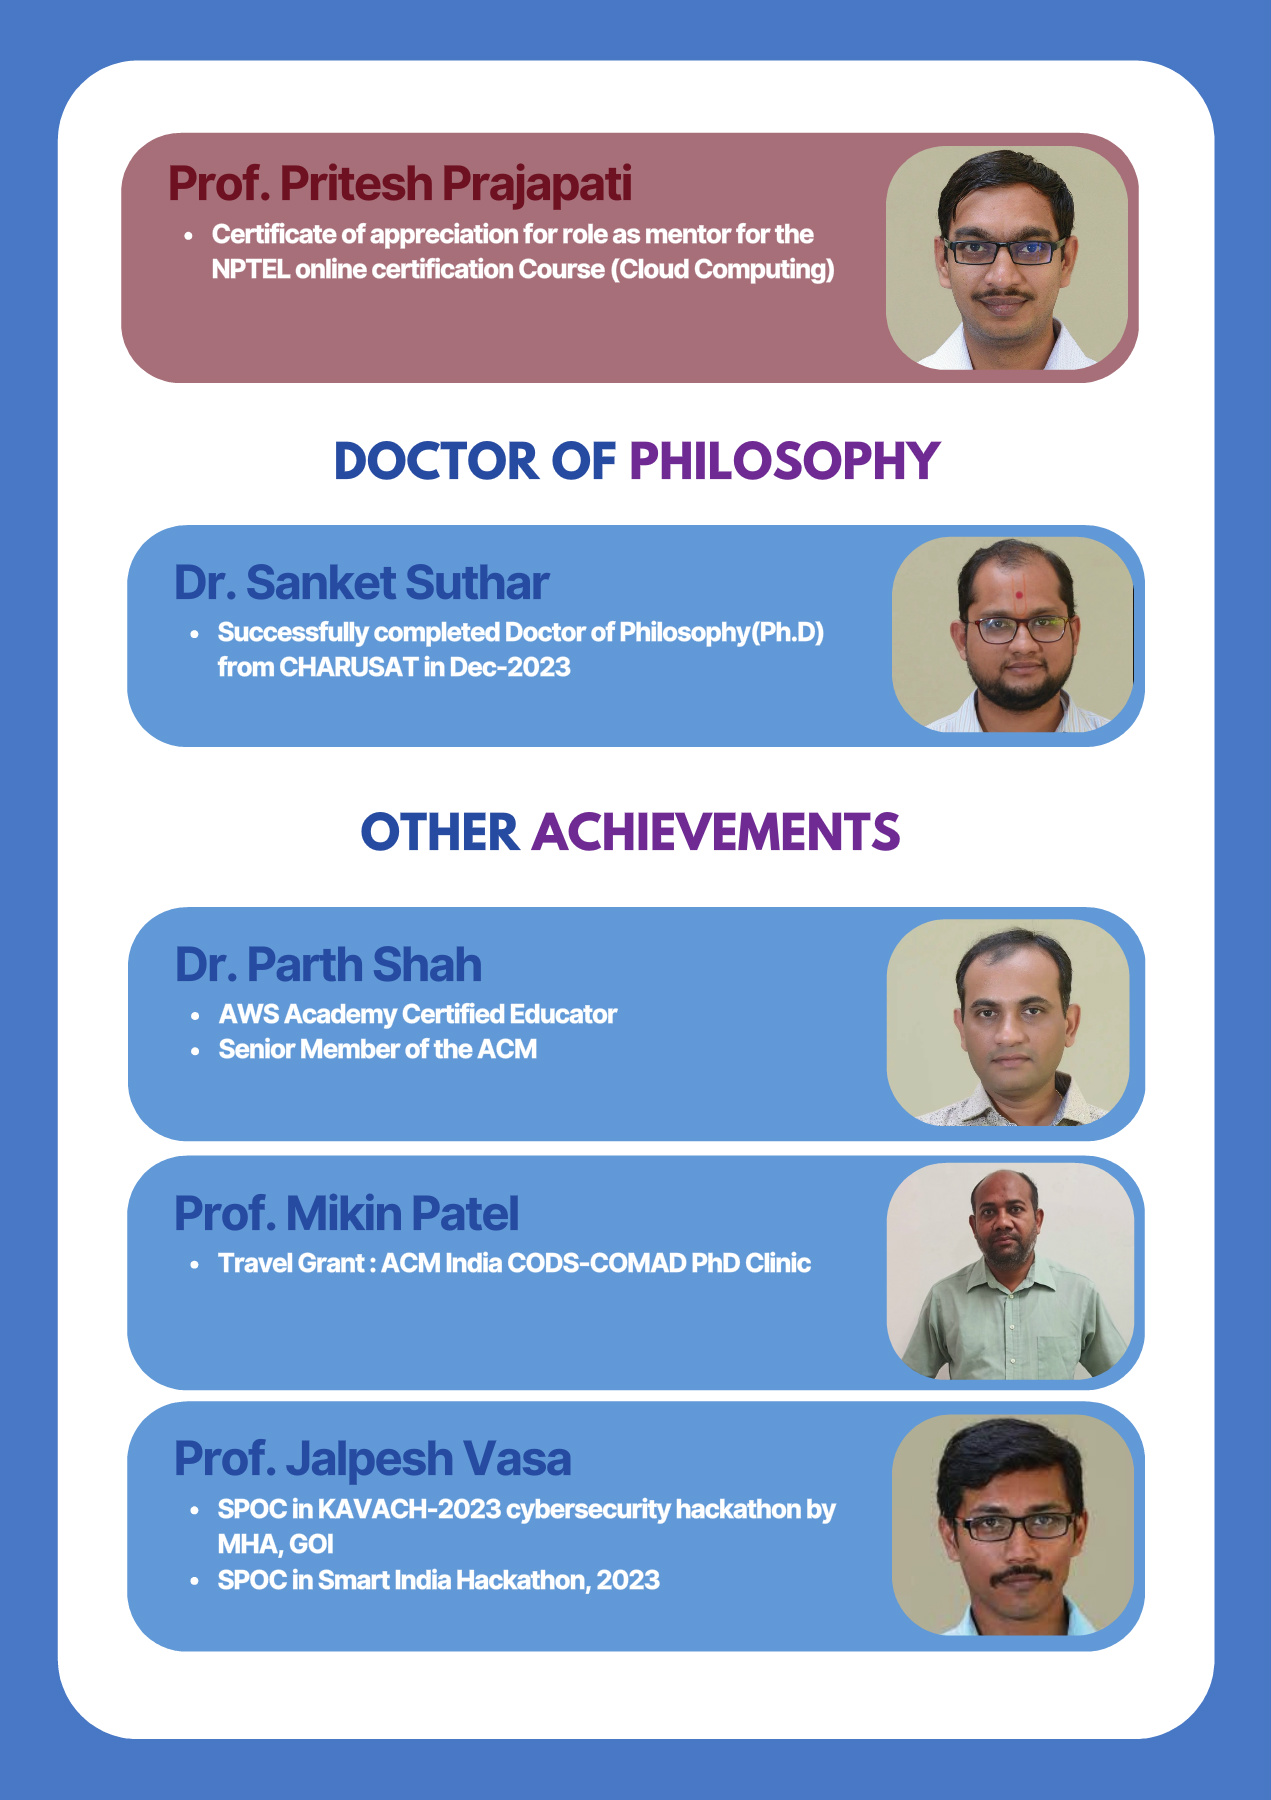 Prof. Pritesh Prajapati
• Certificate of appreciation for role as mentor for the
NPTEL online certification Course (Cloud Computing)
DOCTOR OF PHILOSOPHY
Dr. Sanket Suthar
• Successfully completed Doctor of Philosophy(Ph.D)
from CHARUSAT in Dec-2023
OTHER ACHIEVEMENTS
Dr. Parth Shah
• AWS Academy Certified Educator
• Senior Member of the ACM
Prof. Mikin Patel
• Travel Grant : ACM India CODS-COMAD PhD Clinic
Prof. Jalpesh Vasa
• SPOC in KAVACH-2023 cybersecurity hackathon by
MHA, GOI
• SPOC in Smart India Hackathon, 2023